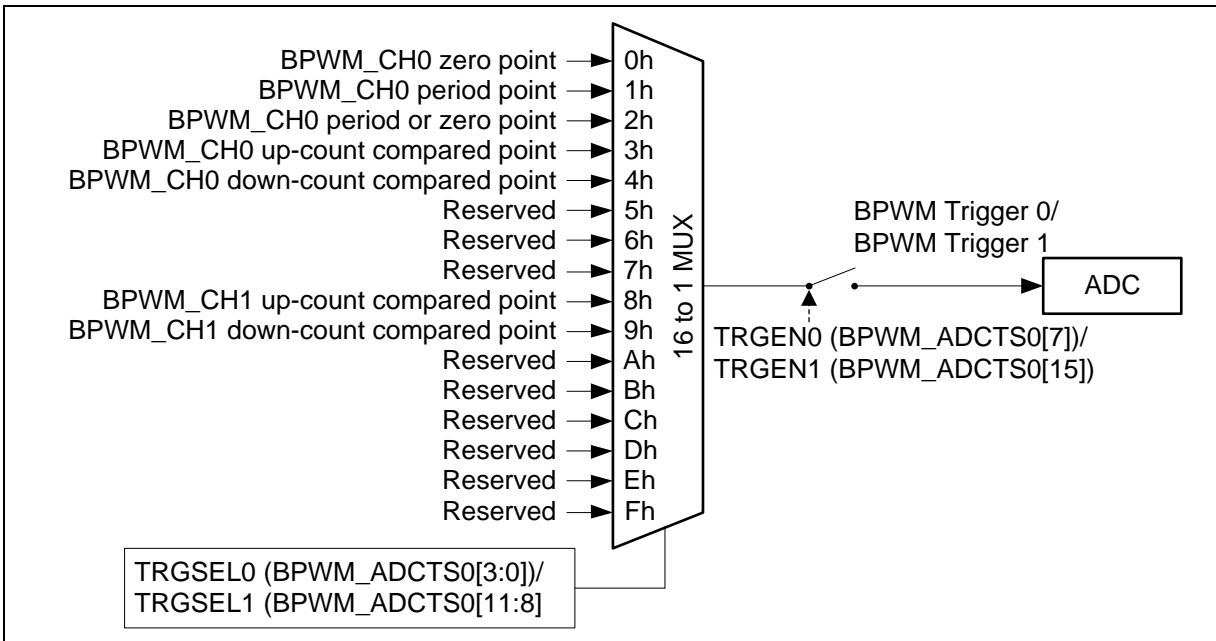 BPWM_CH0 zero point 0h
BPWM_CH0 period point 1h
BPWM_CH0 period or zero point 2h
BPWM_CH0 up-count compared point 3h
BPWM_CH0 down-count compared point 4h
Reserved 5h
Reserved 6h
Reserved 7h
BPWM_CH1 up-count compared point 8h
BPWM_CH1 down-count compared point 9h
Reserved Ah
Reserved Bh
Reserved Ch
Reserved Dh
Reserved Eh
Reserved Fh
16 to 1 MUX
BPWM Trigger 0/
BPWM Trigger 1
ADC
TRGEN0 (BPWM_ADCTS0[7])/
TRGEN1 (BPWM_ADCTS0[15])
TRGSEL0 (BPWM_ADCTS0[3:0])/
TRGSEL1 (BPWM_ADCTS0[11:8]